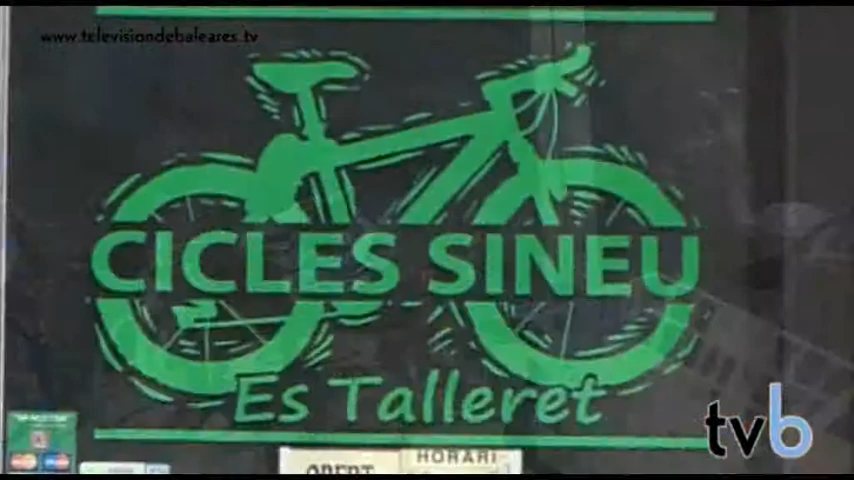 www.televisiondebaleares.tv
CICLES SINEU
Es Talleret
OBERT
HORARI
tvb